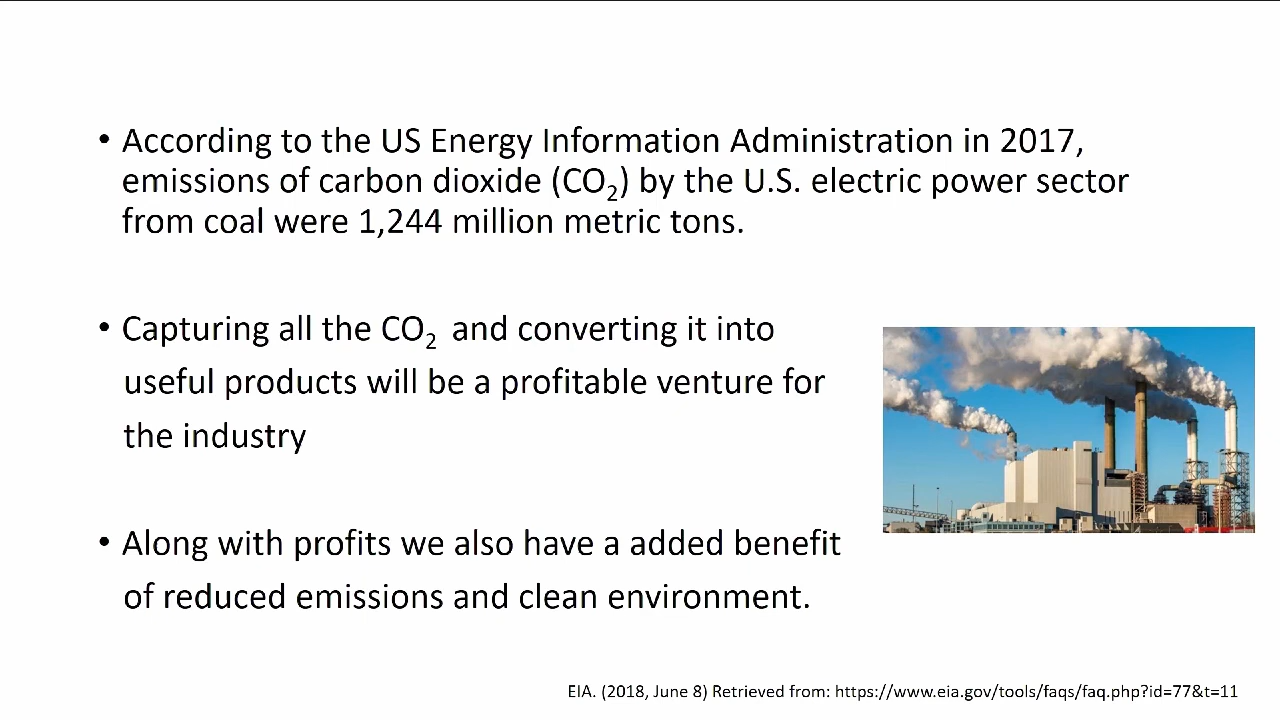 • According to the US Energy Information Administration in 2017,
emissions of carbon dioxide (CO₂) by the U.S. electric power sector
from coal were 1,244 million metric tons.
• Capturing all the CO₂ and converting it into
useful products will be a profitable venture for
the industry
• Along with profits we also have a added benefit
of reduced emissions and clean environment.
EIA. (2018, June 8) Retrieved from: https://www.eia.gov/tools/faqs/faq.php?id=77&t=11